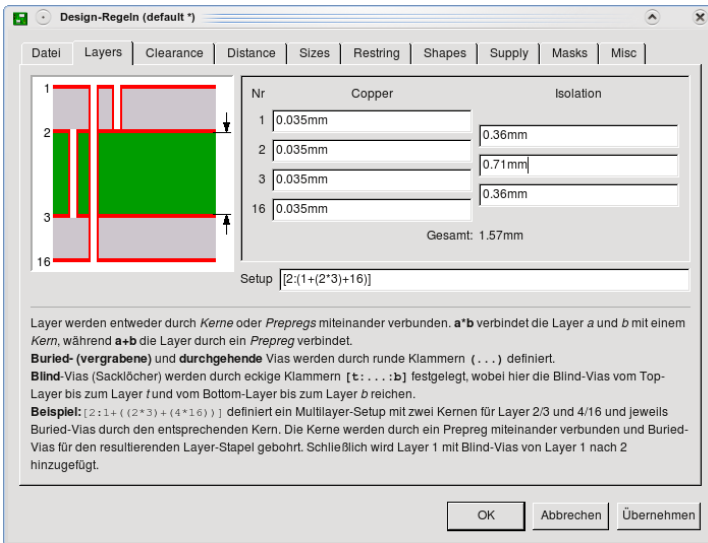 Design-Regeln (default *)
Datei Layers Clearance Distance Sizes Restring Shapes Supply Masks Misc
1
2
3
16
Nr Copper Isolation
1 0.035mm
0.36mm
2 0.035mm
0.71mm
3 0.035mm
0.36mm
16 0.035mm
Gesamt: 1.57mm
Setup [2:(1+(2*3)+16)]
Layer werden entweder durch Kerne oder Prepregs miteinander verbunden. a*b verbindet die Layer a und b mit einem
Kern, während a+b die Layer durch ein Prepreg verbindet.
Buried- (vergrabene) und durchgehende Vias werden durch runde Klammern (...) definiert.
Blind-Vias (Sacklöcher) werden durch eckige Klammern [t:...:b] festgelegt, wobei hier die Blind-Vias vom Top-
Layer bis zum Layer t und vom Bottom-Layer bis zum Layer b reichen.
Beispiel: [2:1+((2*3)+(4*16))] definiert ein Multilayer-Setup mit zwei Kernen für Layer 2/3 und 4/16 und jeweils
Buried-Vias durch den entsprechenden Kern. Die Kerne werden durch ein Prepreg miteinander verbunden und Buried-
Vias für den resultierenden Layer-Stapel gebohrt. Schließlich wird Layer 1 mit Blind-Vias von Layer 1 nach 2
hinzugefügt.
OK Abbrechen Übernehmen